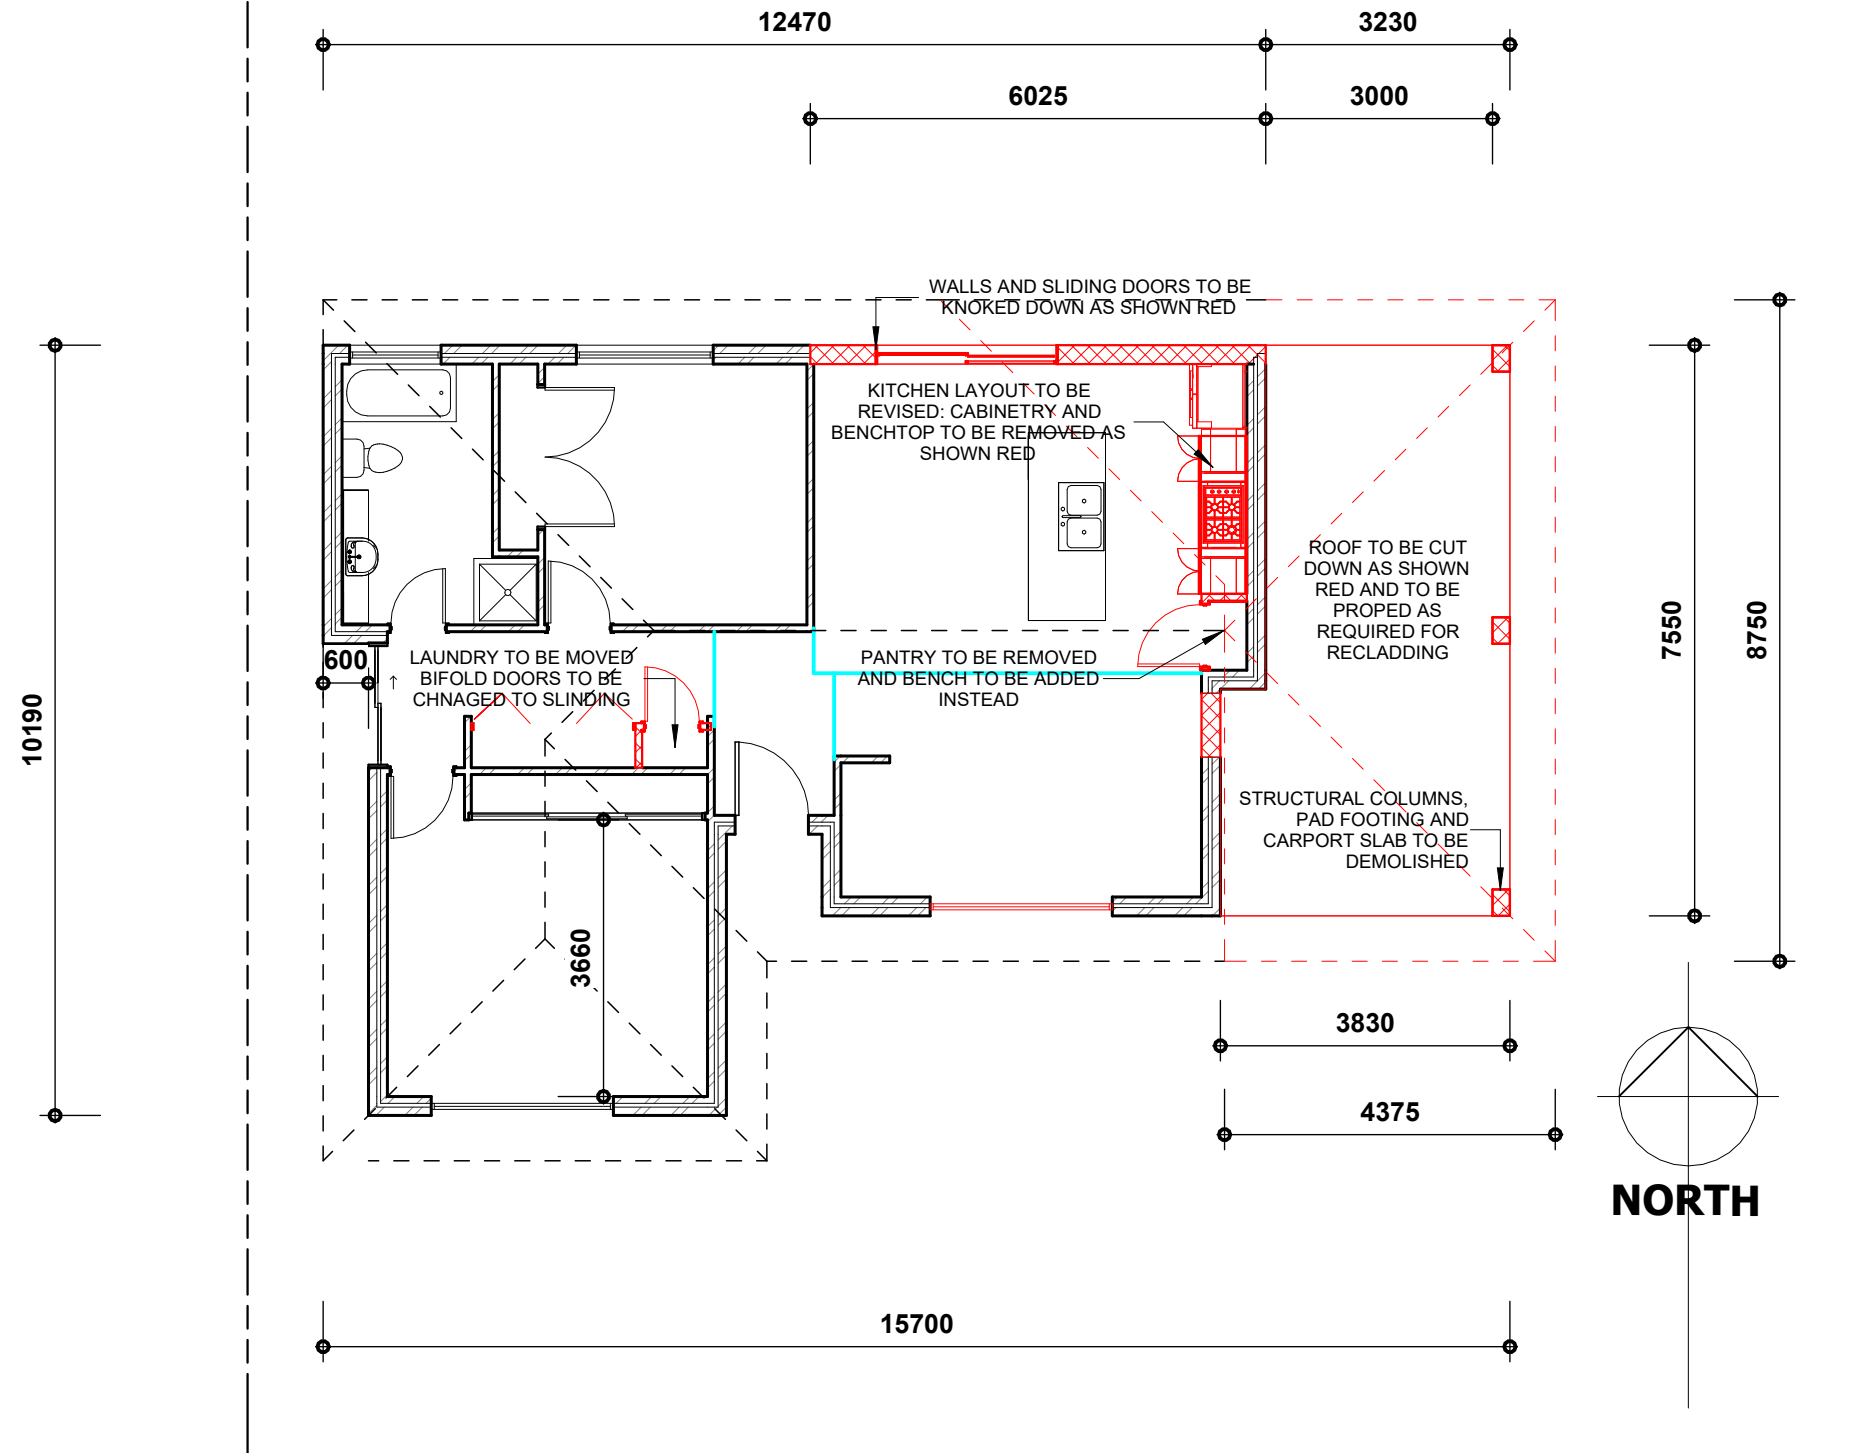 12470
3230
6025
3000
WALLS AND SLIDING DOORS TO BE
KNOKED DOWN AS SHOWN RED
KITCHEN LAYOUT TO BE
REVISED: CABINETRY AND
BENCHTOP TO BE REMOVED AS
SHOWN RED
ROOF TO BE CUT
DOWN AS SHOWN
RED AND TO BE
PROPED AS
REQUIRED FOR
RECLADDING
7550
8750
600
LAUNDRY TO BE MOVED
BIFOLD DOORS TO BE
CHNAGED TO SLINDING
PANTRY TO BE REMOVED
AND BENCH TO BE ADDED
INSTEAD
10190
STRUCTURAL COLUMNS,
PAD FOOTING AND
CARPORT SLAB TO BE
DEMOLISHED
3660
3830
4375
NORTH
15700